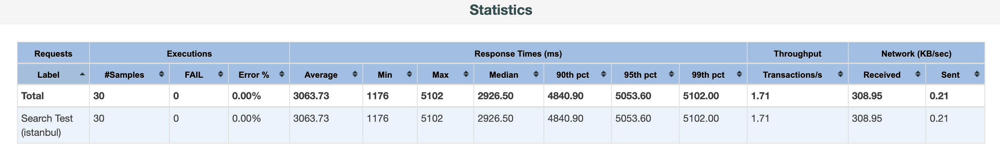 Statistics
Requests Executions Response Times (ms) Throughput Network (KB/sec)
Label #Samples FAIL Error % Average Min Max Median 90th pct 95th pct 99th pct Transactions/s Received Sent
Total 30 0 0.00% 3063.73 1176 5102 2926.50 4840.90 5053.60 5102.00 1.71 308.95 0.21
Search Test 30 0 0.00% 3063.73 1176 5102 2926.50 4840.90 5053.60 5102.00 1.71 308.95 0.21
(istanbul)